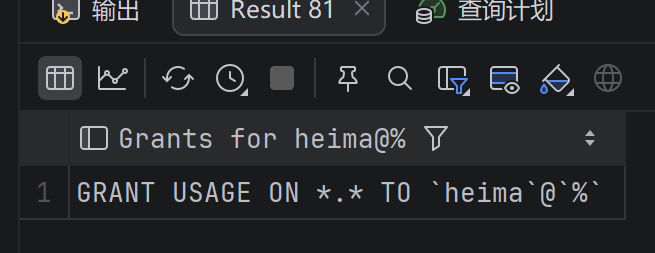 输出 Result 81 查询计划
Grants for heima@%
1 GRANT USAGE ON *.* TO `heima`@`%`